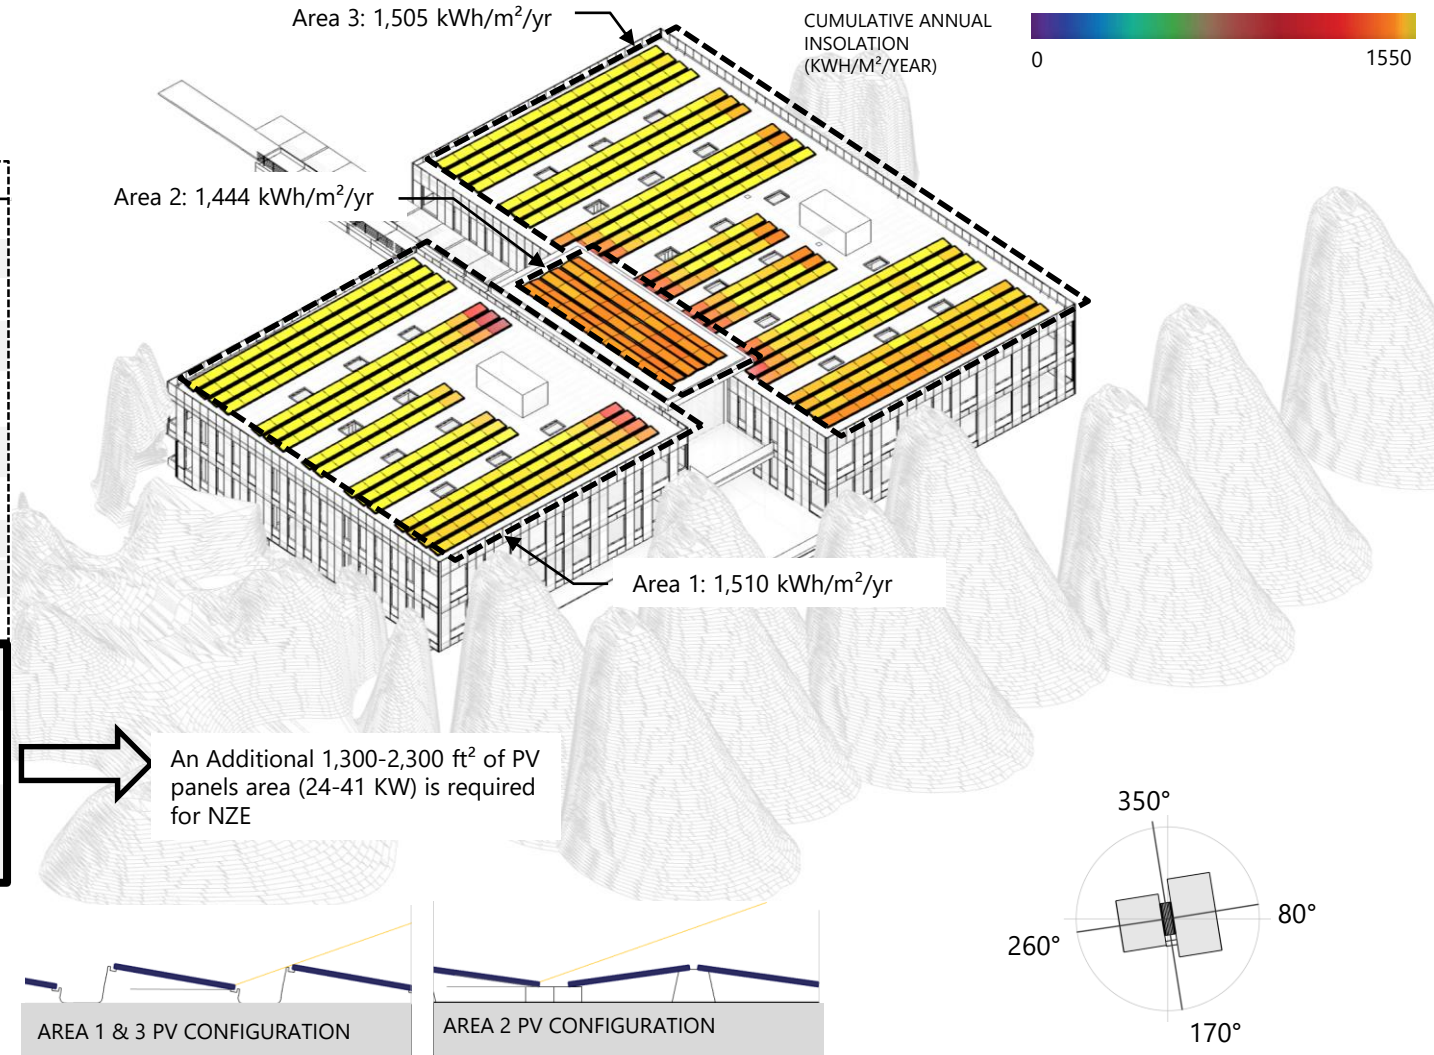 Area 3: 1,505 kWh/m²/yr
CUMULATIVE ANNUAL
INSOLATION
(KWH/M²/YEAR)
0
1550
Area 2: 1,444 kWh/m²/yr
Area 1: 1,510 kWh/m²/yr
An Additional 1,300-2,300 ft² of PV
panels area (24-41 KW) is required
for NZE
350°
80°
260°
170°
AREA 1 & 3 PV CONFIGURATION
AREA 2 PV CONFIGURATION